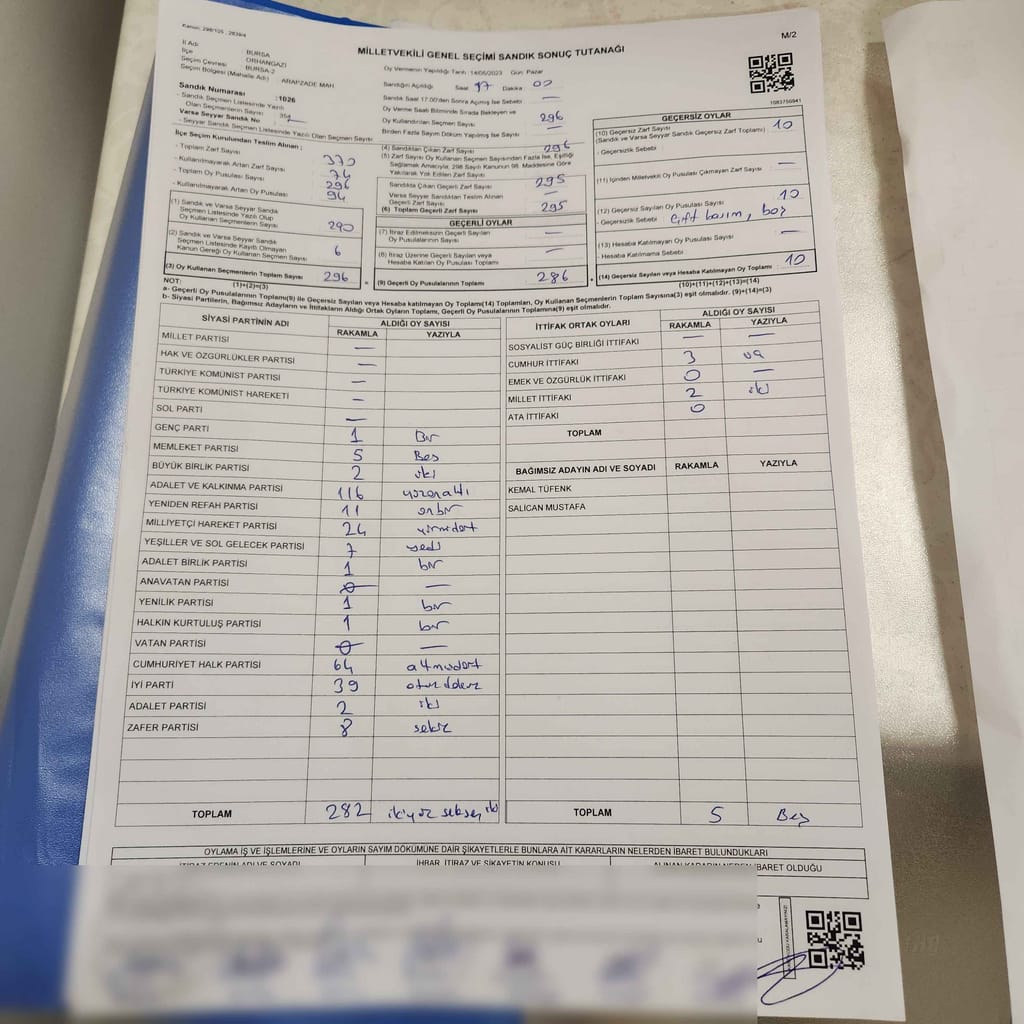 Kanun: 298/105 , 2839/4
M/2
MİLLETVEKİLİ GENEL SEÇİMİ SANDIK SONUÇ TUTANAĞI
İl Adı : BURSA
İlçe : ORHANGAZİ
Seçim Çevresi : BURSA-2
Seçim Bölgesi (Mahalle Adı) : ARAPZADE MAH.
Sandık Numarası :1026
- Sandık Seçmen Listesinde Yazılı
Olan Seçmenlerin Sayısı :
Varsa Seyyar Sandık No :
- Seyyar Sandık Seçmen Listesinde Yazılı Olan Seçmen Sayısı
İlçe Seçim Kurulundan Teslim Alınan ;
- Toplam Zarf Sayısı 370
- Kullanılmayarak Artan Zarf Sayısı 74
- Toplam Oy Pusulası Sayısı 296
- Kullanılmayarak Artan Oy Pusulası 94
(1) Sandık ve Varsa Seyyar Sandık
Seçmen Listesinde Yazılı Olup
Oy Kullanan Seçmenlerin Sayısı 290
(2) Sandık ve Varsa Seyyar Sandık
Seçmen Listesinde Kayıtlı Olmayan
Kanun Gereği Oy Kullanan Seçmen Sayısı 6
(3) Oy Kullanan Seçmenlerin Toplam Sayısı 296
(1)+(2)=(3)
Oy Vermenin Yapıldığı Tarih: 14/05/2023 Gün: Pazar
Sandığın Açıldığı Saat 17 Dakika 00
Sandık Saat 17.00'den Sonra Açılmış İse Sebebi : —
Oy Verme Saati Bitiminde Sırada Bekleyen ve
Oy Kullandırılan Seçmen Sayısı 296
Birden Fazla Sayım Döküm Yapılmış İse Sayısı : —
(4) Sandıktan Çıkan Zarf Sayısı 296
(5) Zarf Sayısı Oy Kullanan Seçmen Sayısından Fazla İse, Eşitliği
Sağlamak Amacıyla; 298 Sayılı Kanunun 98. Maddesine Göre
Yakılarak Yok Edilen Zarf Sayısı
Sandıkta Çıkan Geçerli Zarf Sayısı 295
Varsa Seyyar Sandıktan Teslim Alınan
Geçerli Zarf Sayısı —
(6) Toplam Geçerli Zarf Sayısı 295
GEÇERLİ OYLAR
(7) İtiraz Edilmeksizin Geçerli Sayılan
Oy Pusulalarının Sayısı —
(8) İtiraz Üzerine Geçerli Sayılan veya
Hesaba Katılan Oy Pusulası Toplamı —
(9) Geçerli Oy Pusulalarının Toplamı 286
1083750841
GEÇERSİZ OYLAR
(10) Geçersiz Zarf Sayısı 10
(Sandık ve Varsa Seyyar Sandık Geçersiz Zarf Toplamı)
- Geçersizlik Sebebi :
(11) İçinden Milletvekili Oy Pusulası Çıkmayan Zarf Sayısı —
(12) Geçersiz Sayılan Oy Pusulası Sayısı 10
- Geçersizlik Sebebi : Çift basım, boş
(13) Hesaba Katılmayan Oy Pusulası Sayısı —
- Hesaba Katılmama Sebebi :
(14) Geçersiz Sayılan veya Hesaba Katılmayan Oy Toplamı 10
(10)+(11)+(12)+(13)=(14)
NOT:
a- Geçerli Oy Pusulalarının Toplamı(9) ile Geçersiz Sayılan veya Hesaba katılmayan Oy Toplamı(14) Toplamları, Oy Kullanan Seçmenlerin Toplam Sayısına(3) eşit olmalıdır. (9)+(14)=(3)
b- Siyasi Partilerin, Bağımsız Adayların ve İttifakların Aldığı Ortak Oyların Toplamı, Geçerli Oy Pusulalarının Toplamına(9) eşit olmalıdır.
SİYASİ PARTİNİN ADI ALDIĞI OY SAYISI
RAKAMLA YAZIYLA
MİLLET PARTİSİ —
HAK VE ÖZGÜRLÜKLER PARTİSİ —
TÜRKİYE KOMÜNİST PARTİSİ —
TÜRKİYE KOMÜNİST HAREKETİ —
SOL PARTİ —
GENÇ PARTİ 1 Bir
MEMLEKET PARTİSİ 5 Beş
BÜYÜK BİRLİK PARTİSİ 2 iki
ADALET VE KALKINMA PARTİSİ 116 yüzonaltı
YENİDEN REFAH PARTİSİ 11 onbir
MİLLİYETÇİ HAREKET PARTİSİ 24 yirmidört
YEŞİLLER VE SOL GELECEK PARTİSİ 7 yedi
ADALET BİRLİK PARTİSİ 1 bir
ANAVATAN PARTİSİ 0 —
YENİLİK PARTİSİ 1 bir
HALKIN KURTULUŞ PARTİSİ 1 bir
VATAN PARTİSİ 0 —
CUMHURİYET HALK PARTİSİ 64 altmışdört
İYİ PARTİ 39 otuzdokuz
ADALET PARTİSİ 2 iki
ZAFER PARTİSİ 8 sekiz
TOPLAM 282 ikiyüz seksen iki
İTTİFAK ORTAK OYLARI ALDIĞI OY SAYISI
RAKAMLA YAZIYLA
SOSYALİST GÜÇ BİRLİĞİ İTTİFAKI — —
CUMHUR İTTİFAKI 3 üç
EMEK VE ÖZGÜRLÜK İTTİFAKI 0 —
MİLLET İTTİFAKI 2 iki
ATA İTTİFAKI 0
TOPLAM
BAĞIMSIZ ADAYIN ADI VE SOYADI RAKAMLA YAZIYLA
KEMAL TÜFENK
SALİCAN MUSTAFA
TOPLAM 5 Beş
OYLAMA İŞ VE İŞLEMLERİNE VE OYLARIN SAYIM DÖKÜMÜNE DAİR ŞİKAYETLERLE BUNLARA AİT KARARLARIN NELERDEN İBARET BULUNDUKLARI
İTİRAZ EDENİN ADI VE SOYADI İHBAR, İTİRAZ VE ŞİKAYETİN KONUSU ALINAN KARARIN NEDEN İBARET OLDUĞU